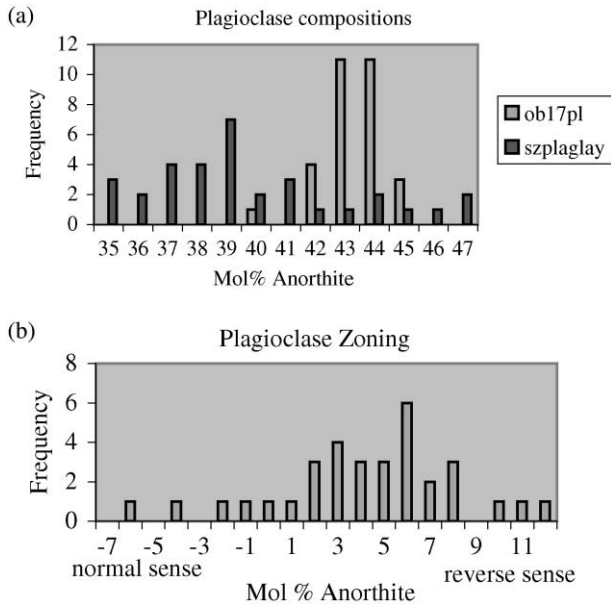 (a)
Plagioclase compositions
12
10
8
6
4
2
0
Frequency
35 36 37 38 39 40 41 42 43 44 45 46 47
Mol% Anorthite
ob17pl
szplaglay
(b)
Plagioclase Zoning
8
6
4
2
0
Frequency
-7 -5 -3 -1 1 3 5 7 9 11
normal sense
reverse sense
Mol % Anorthite